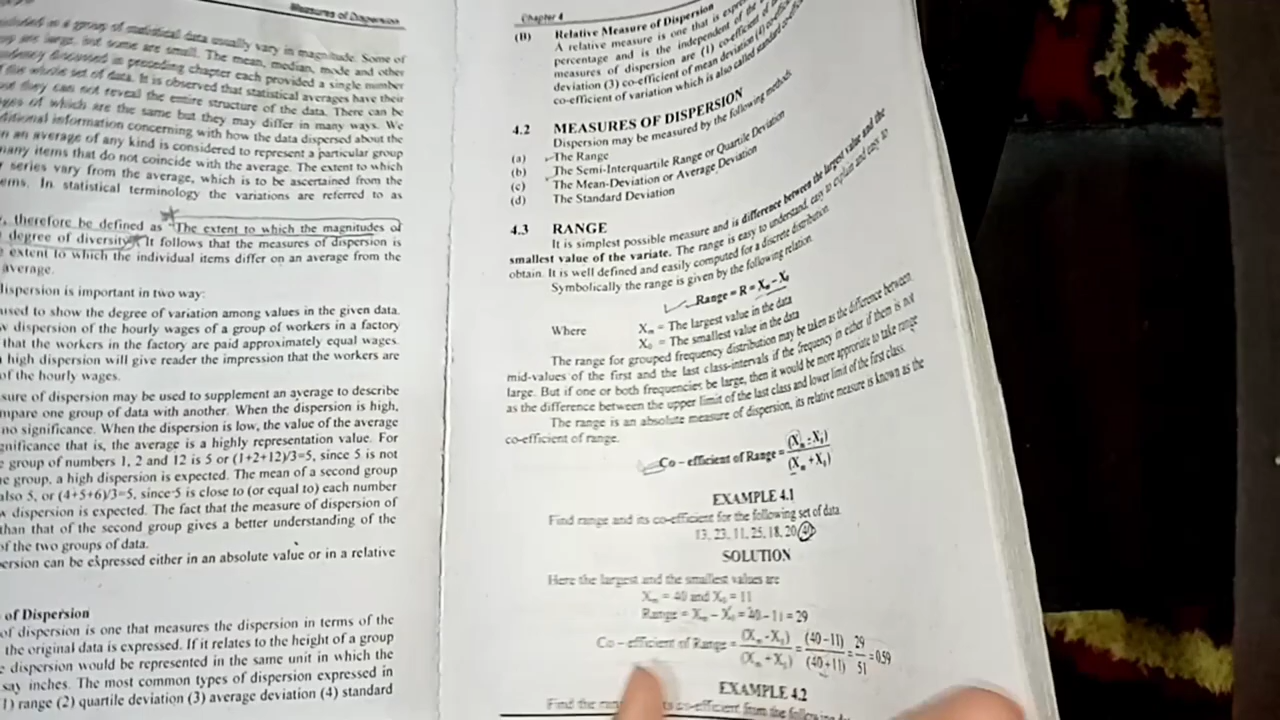 Measures of Dispersion
included in a group of statistical data usually vary in magnitude. Some of
are large, but some are small. The mean, median, mode and other
discussed in preceding chapter each provided a single number
the whole set of data. It is observed that statistical averages have their
but they can not reveal the entire structure of the data. There can be
of which are the same but they may differ in many ways. We
information concerning with how the data dispersed about the
an average of any kind is considered to represent a particular group
many items that do not coincide with the average. The extent to which
series vary from the average, which is to be ascertained from the
In statistical terminology the variations are referred to as
, therefore be defined as "The extent to which the magnitudes of
degree of diversity". It follows that the measures of dispersion is
extent to which the individual items differ on an average from the
average.
dispersion is important in two way:
used to show the degree of variation among values in the given data.
dispersion of the hourly wages of a group of workers in a factory
that the workers in the factory are paid approximately equal wages.
high dispersion will give reader the impression that the workers are
of the hourly wages.
sure of dispersion may be used to supplement an average to describe
mpare one group of data with another. When the dispersion is high,
no significance. When the dispersion is low, the value of the average
gnificance that is, the average is a highly representation value. For
group of numbers 1, 2 and 12 is 5 or (1+2+12)/3=5, since 5 is not
e group, a high dispersion is expected. The mean of a second group
also 5, or (4+5+6)/3=5, since 5 is close to (or equal to) each number
w dispersion is expected. The fact that the measure of dispersion of
than that of the second group gives a better understanding of the
of the two groups of data.
persion can be expressed either in an absolute value or in a relative
of Dispersion
of dispersion is one that measures the dispersion in terms of the
the original data is expressed. If it relates to the height of a group
dispersion would be represented in the same unit in which the
say inches. The most common types of dispersion expressed in
1) range (2) quartile deviation (3) average deviation (4) standard
Chapter 4
(B) Relative Measure of Dispersion
A relative measure is one that is
percentage and is the independent of the
measures of dispersion are (1) co-efficient of
deviation (3) co-efficient of mean deviation (4)
co-efficient of variation which is also called standard
4.2 MEASURES OF DISPERSION
Dispersion may be measured by the following methods
(a) The Range
(b) The Semi-Interquartile Range or Quartile Deviation
(c) The Mean-Deviation or Average Deviation
(d) The Standard Deviation
4.3 RANGE
It is simplest possible measure and is difference between the largest value and the
smallest value of the variate. The range is easy to understand, easy to explain and easy to
obtain. It is well defined and easily computed for a discrete distribution.
Symbolically the range is given by the following relation.
Range = R = Xₘ – X₀
Where Xₘ = The largest value in the data
X₀ = The smallest value in the data
The range for grouped frequency distribution may be taken as the difference between
mid-values of the first and the last class-intervals if the frequency in either if them is not
large. But if one or both frequencies be large, then it would be more approriate to take range
as the difference between the upper limit of the last class and lower limit of the first class.
The range is an absolute measure of dispersion, its relative measure is known as the
co-efficient of range.
Co – efficient of Range = (Xₘ - X₀) / (Xₘ + X₀)
EXAMPLE 4.1
Find range and its co-efficient for the following set of data.
13, 23, 11, 25, 18, 20, 40
SOLUTION
Here the largest and the smallest values are
Xₘ = 40 and X₀ = 11
Range = Xₘ – X₀ = 40 – 11 = 29
Co – efficient of Range = (Xₘ - X₀) / (Xₘ + X₀) = (40 – 11) / (40 + 11) = 29 / 51 = 0.59
EXAMPLE 4.2
Find the co-efficient from the following